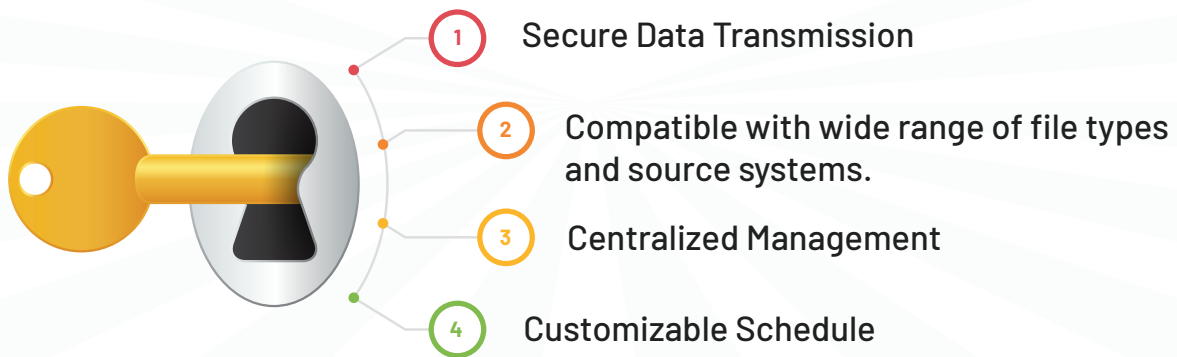 1 Secure Data Transmission
2 Compatible with wide range of file types
and source systems.
3 Centralized Management
4 Customizable Schedule